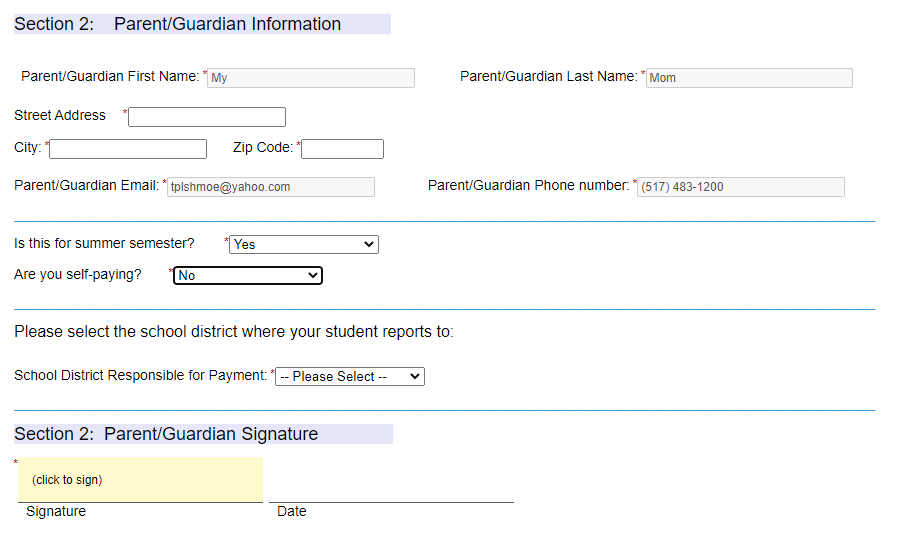 Section 2: Parent/Guardian Information
Parent/Guardian First Name: * My Parent/Guardian Last Name: * Mom
Street Address *
City: * Zip Code: *
Parent/Guardian Email: * tplshmoe@yahoo.com Parent/Guardian Phone number: * (517) 483-1200
Is this for summer semester? * Yes
Are you self-paying? * No
Please select the school district where your student reports to:
School District Responsible for Payment: * -- Please Select --
Section 2: Parent/Guardian Signature
*
(click to sign)
Signature Date